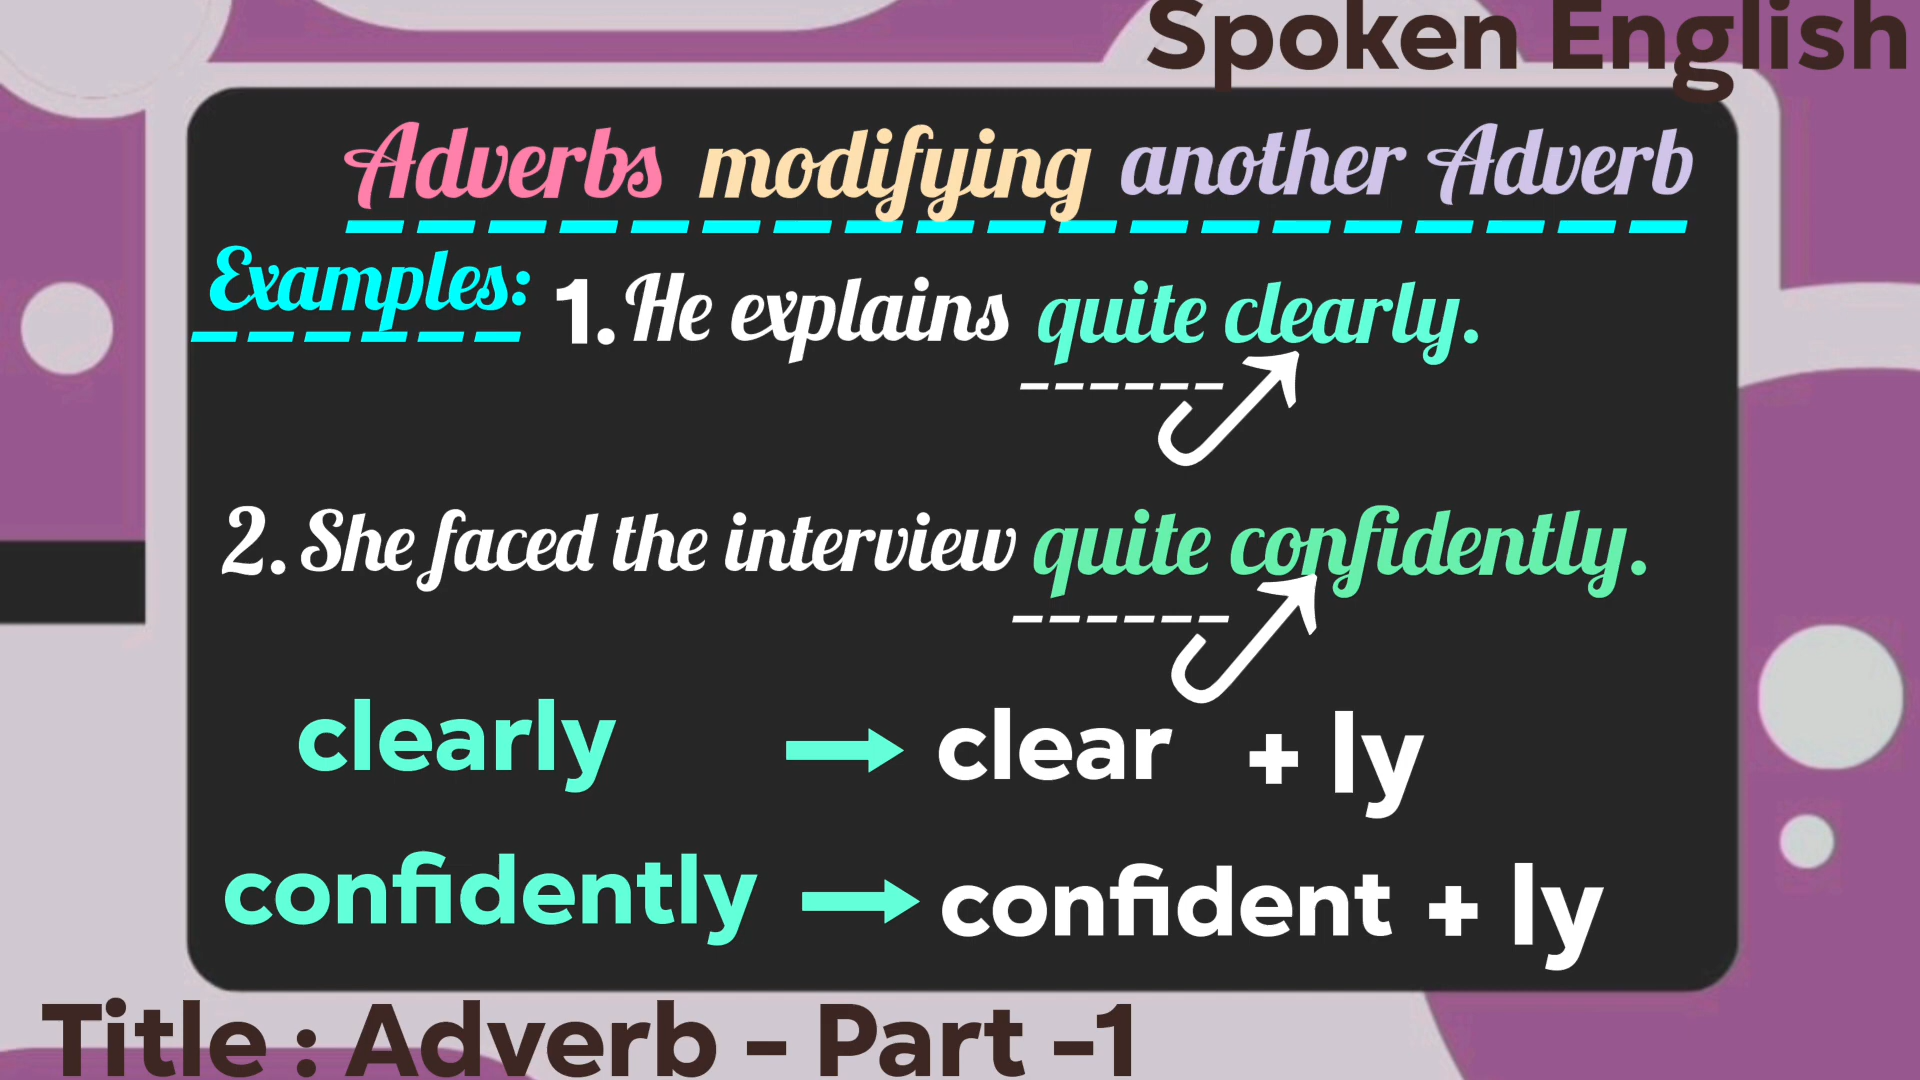 Spoken English
Adverbs modifying another Adverb
Examples: 1. He explains quite clearly.
2. She faced the interview quite confidently.
clearly → clear + ly
confidently → confident + ly
Title : Adverb - Part -1